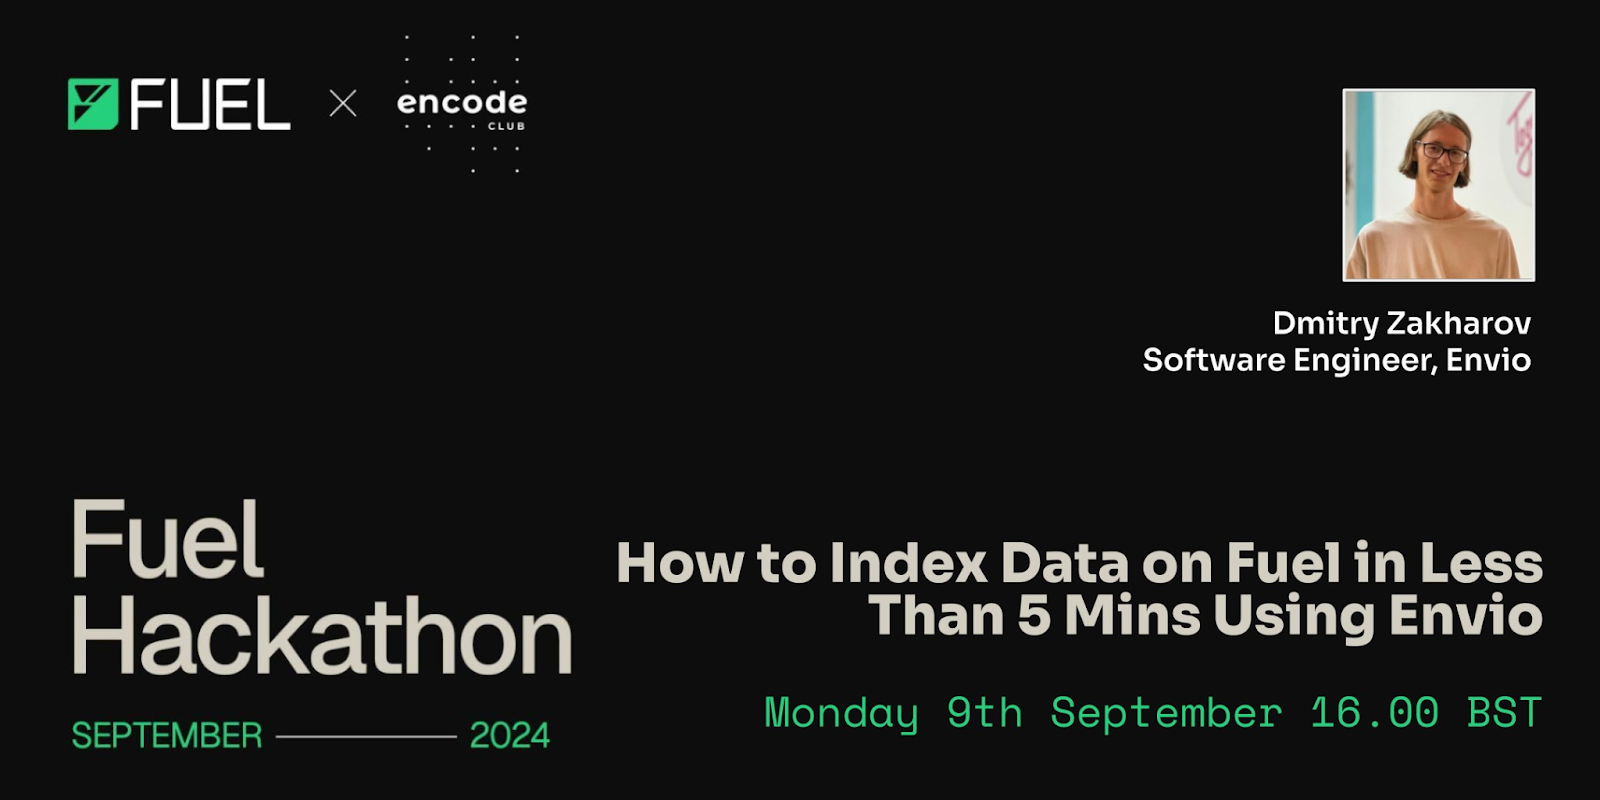 FUEL
encode
CLUB
Dmitry Zakharov
Software Engineer, Envio
Fuel
Hackathon
SEPTEMBER 2024
How to Index Data on Fuel in Less
Than 5 Mins Using Envio
Monday 9th September 16.00 BST